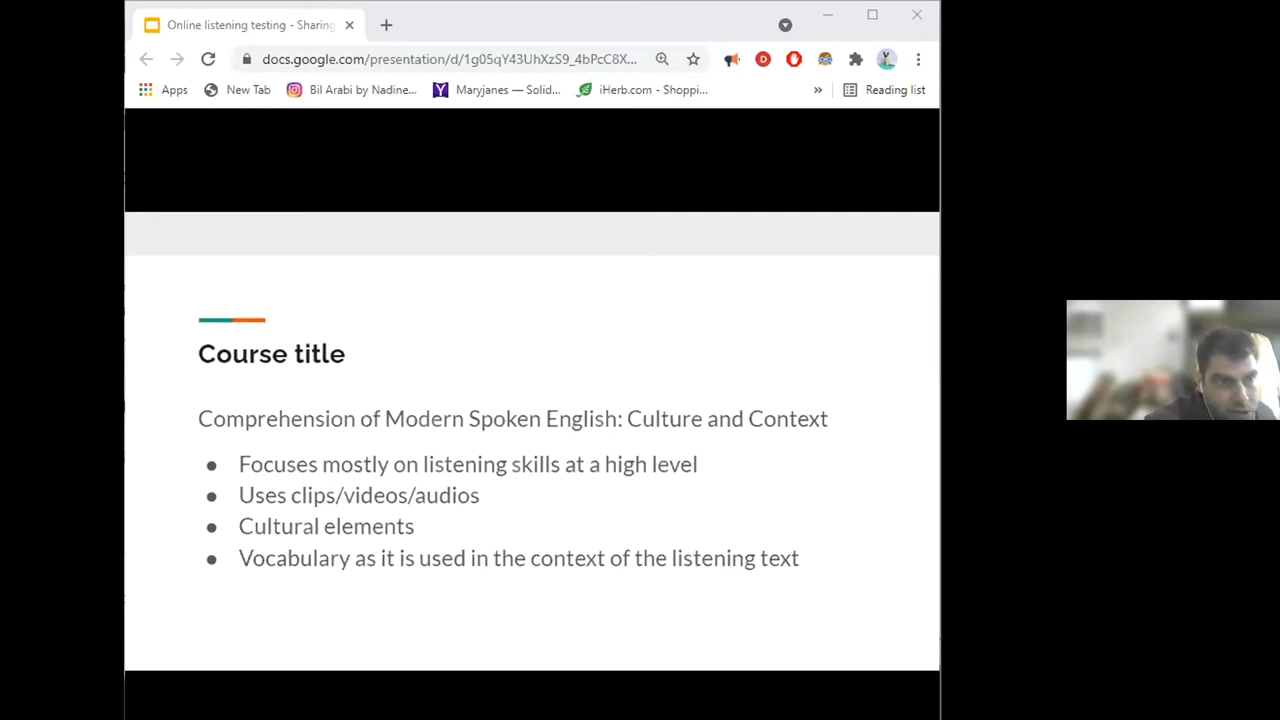 Online listening testing - Sharing
docs.google.com/presentation/d/1g05qY43UhXzS9_4bPcC8X...
Apps New Tab Bil Arabi by Nadine... Maryjanes — Solid... iHerb.com - Shoppi... » Reading list
Course title
Comprehension of Modern Spoken English: Culture and Context
● Focuses mostly on listening skills at a high level
● Uses clips/videos/audios
● Cultural elements
● Vocabulary as it is used in the context of the listening text